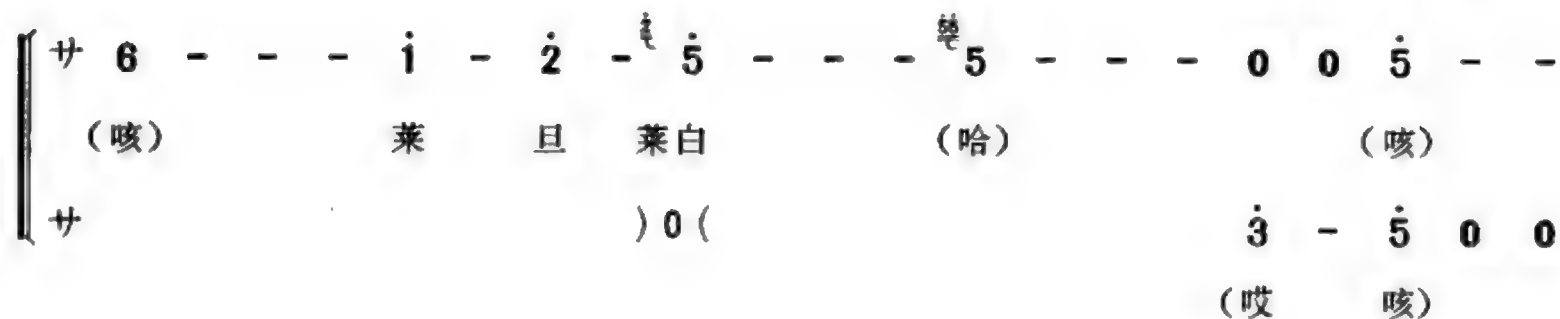 サ 6 - - - i̇ - 2̇ - 5̇ - - - 5 - - - 0 0 5̇ - -
（咳） 莱 旦 莱白 （哈） （咳）
サ ) 0 ( 3̇ - 5̇ 0 0
（哎 咳）